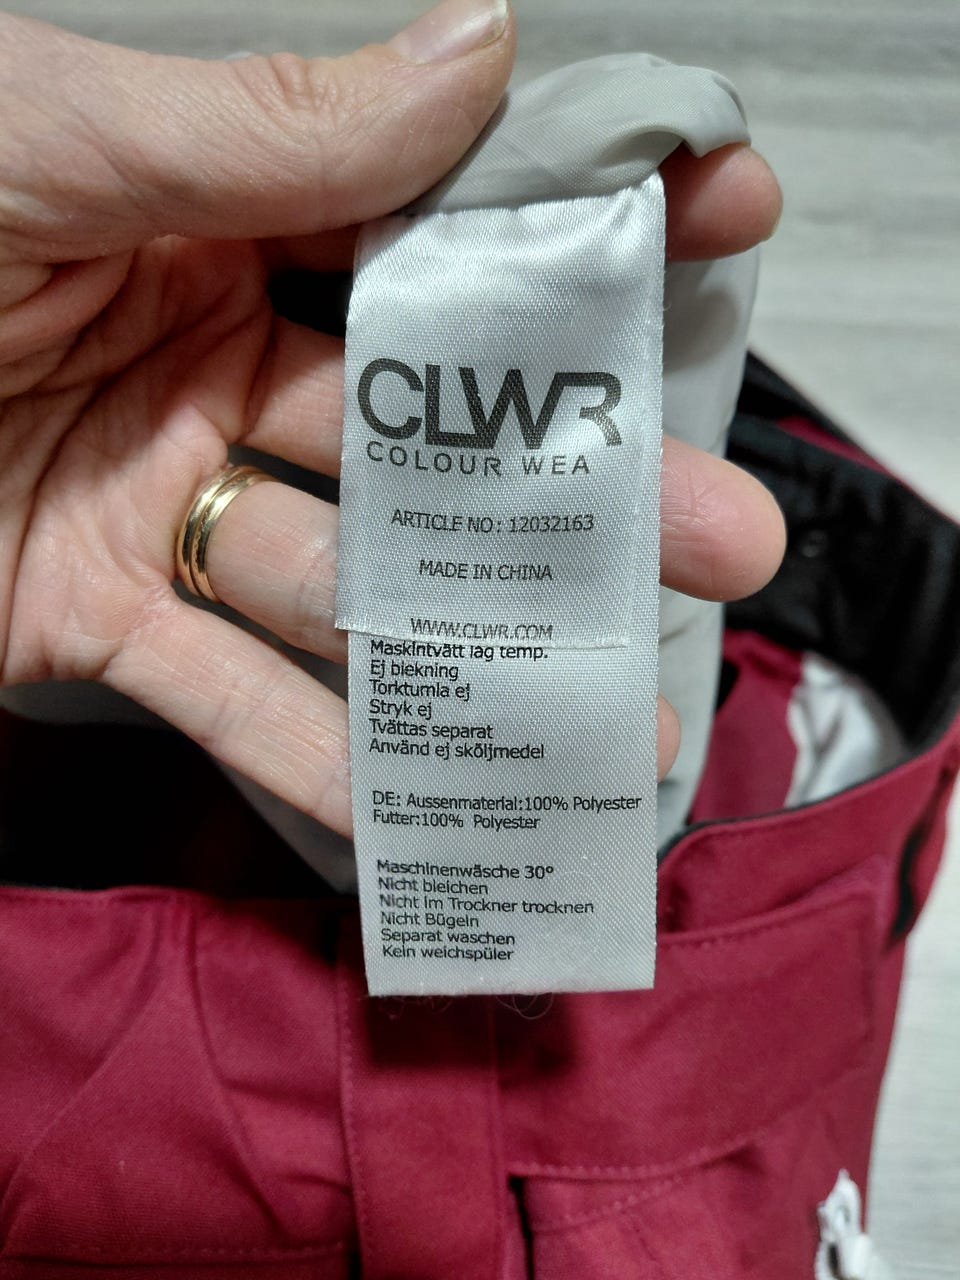 CLWR
COLOUR WEA
ARTICLE NO: 12032163
MADE IN CHINA
WWW.CLWR.COM
Maskintvätt låg temp.
Ej blekning
Torktumla ej
Stryk ej
Tvättas separat
Använd ej sköljmedel
DE: Aussenmaterial:100% Polyester
Futter:100% Polyester
Maschinenwäsche 30°
Nicht bleichen
Nicht im Trockner trocknen
Nicht Bügeln
Separat waschen
Kein weichspüler